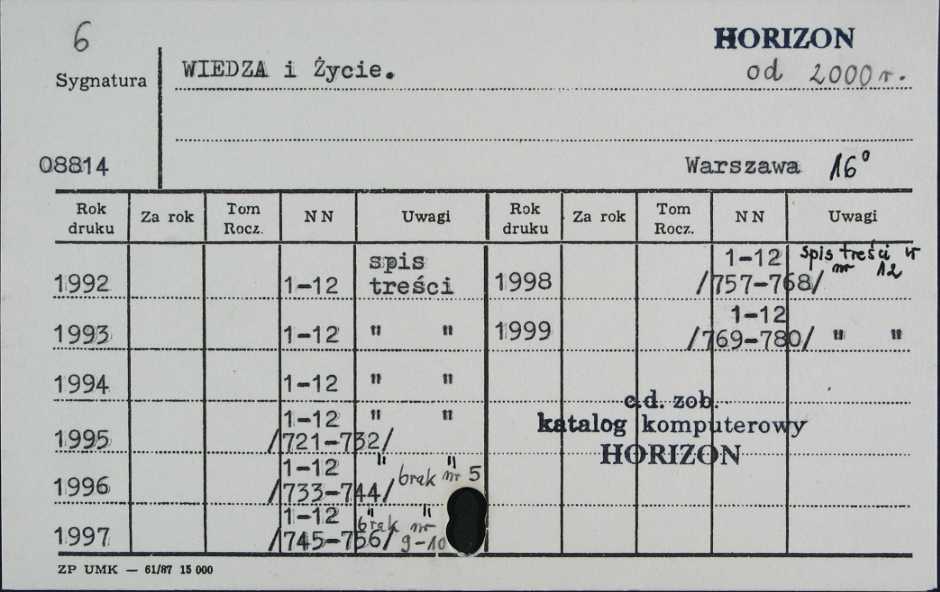 6
HORIZON
od 2000 r.
Sygnatura
WIEDZA i Życie.
08814
Warszawa 16°
Rok druku Za rok Tom Rocz. NN Uwagi Rok druku Za rok Tom Rocz. NN Uwagi
1992 1-12 spis treści 1998 1-12 /757-768/ spis treści w nr 12
1993 1-12 " " 1999 1-12 /769-780/ " "
1994 1-12 " "
1995 1-12 /721-732/ " "
1996 1-12 /733-744/ " " brak nr 5
1997 1-12 /745-756/ " " brak nr 9-10
c.d. zob.
katalog komputerowy
HORIZON
ZP UMK — 61/87 15 000